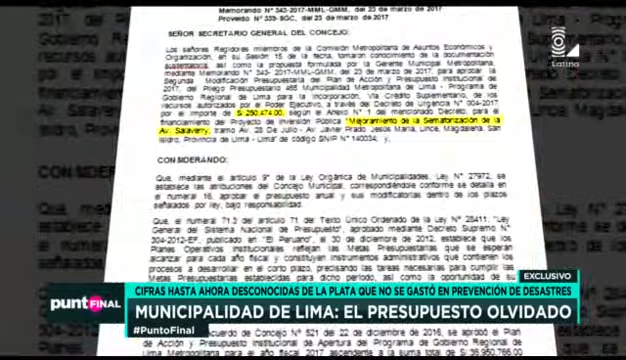 Memorando Nº 343-2017-MML-GMM, del 23 de marzo de 2017
Proveído Nº 339-SGC, del 23 de marzo de 2017
SEÑOR SECRETARIO GENERAL DEL CONCEJO:
Los señores Regidores miembros de la Comisión Metropolitana de Asuntos Económicos y
Organización, en su Sesión 15 de la fecha, tomaron conocimiento de la documentación
sustentatoria, así como la propuesta formulada por la Gerente Municipal Metropolitana,
mediante Memorando Nº 343- 2017-MML-GMM, del 23 de marzo de 2017, para aprobar la
Segunda Modificación Presupuestal del Plan de Acción y Presupuesto Institucional de
2017, del Pliego Presupuestal 465 Municipalidad Metropolitana de Lima - Programa de
Gobierno Regional de Lima para la Incorporación, Vía Crédito Suplementario, de los
recursos autorizados por el Poder Ejecutivo, a través del Decreto de Urgencia Nº 004-2017
por el importe de S/ 250,474.00, según el Anexo Nº 1 del mencionado Decreto, para el
financiamiento del Proyecto de Inversión Pública "Mejoramiento de la Semaforización de la
Av. Salaverry, tramo Av. 28 De Julio - Av. Javier Prado Jesús María, Lince, Magdalena, San
Isidro, Provincia de Lima - Lima" de código SNIP Nº 140034, y;
CONSIDERANDO:
Que, mediante el artículo 9º de la Ley Orgánica de Municipalidades, Ley Nº 27972, se
establece las atribuciones del Concejo Municipal, correspondiéndole conforme se detalla en
el numeral 16, aprobar el presupuesto anual y sus modificatorias dentro de los plazos
señalados por ley, bajo responsabilidad.
Que, el numeral 71.3 del artículo 71 del Texto Único Ordenado de la Ley Nº 28411, "Ley
General del Sistema Nacional de Presupuesto", aprobado mediante Decreto Supremo Nº
304-2012-EF, publicado en "El Peruano", el 30 de diciembre de 2012, establece que los
Planes Operativos Institucionales reflejan las Metas Presupuestarias que se esperan
alcanzar para cada año fiscal y constituyen instrumentos administrativos que contienen los
procesos a desarrollar en el corto plazo, precisando las tareas necesarias para cumplir las
Metas Presupuestarias establecidas para dicho período, así como la oportunidad de su
Latina
EXCLUSIVO
CIFRAS HASTA AHORA DESCONOCIDAS DE LA PLATA QUE NO SE GASTÓ EN PREVENCIÓN DE DESASTRES
punto FINAL
MUNICIPALIDAD DE LIMA: EL PRESUPUESTO OLVIDADO
#PuntoFinal
Acuerdo de Concejo Nº 521 del 22 de diciembre de 2016, se aprobó el Plan
de Acción y Presupuesto Institucional de Apertura del Programa de Gobierno Regional de
Lima Metropolitana para el año fiscal 2017 ascendente a la suma total de S/ 36,950,766.00